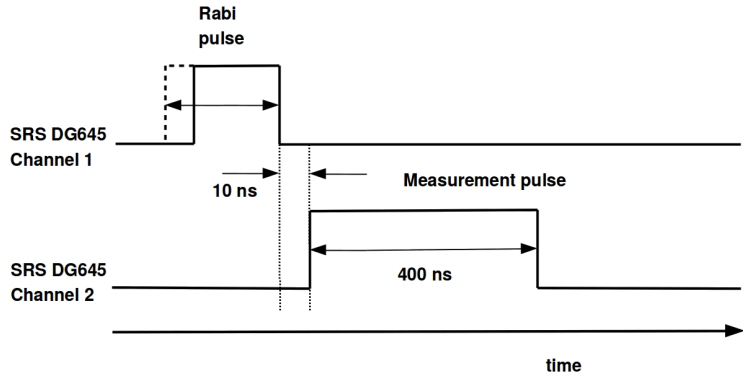 Rabi
pulse
SRS DG645
Channel 1
10 ns
Measurement pulse
SRS DG645
Channel 2
400 ns
time